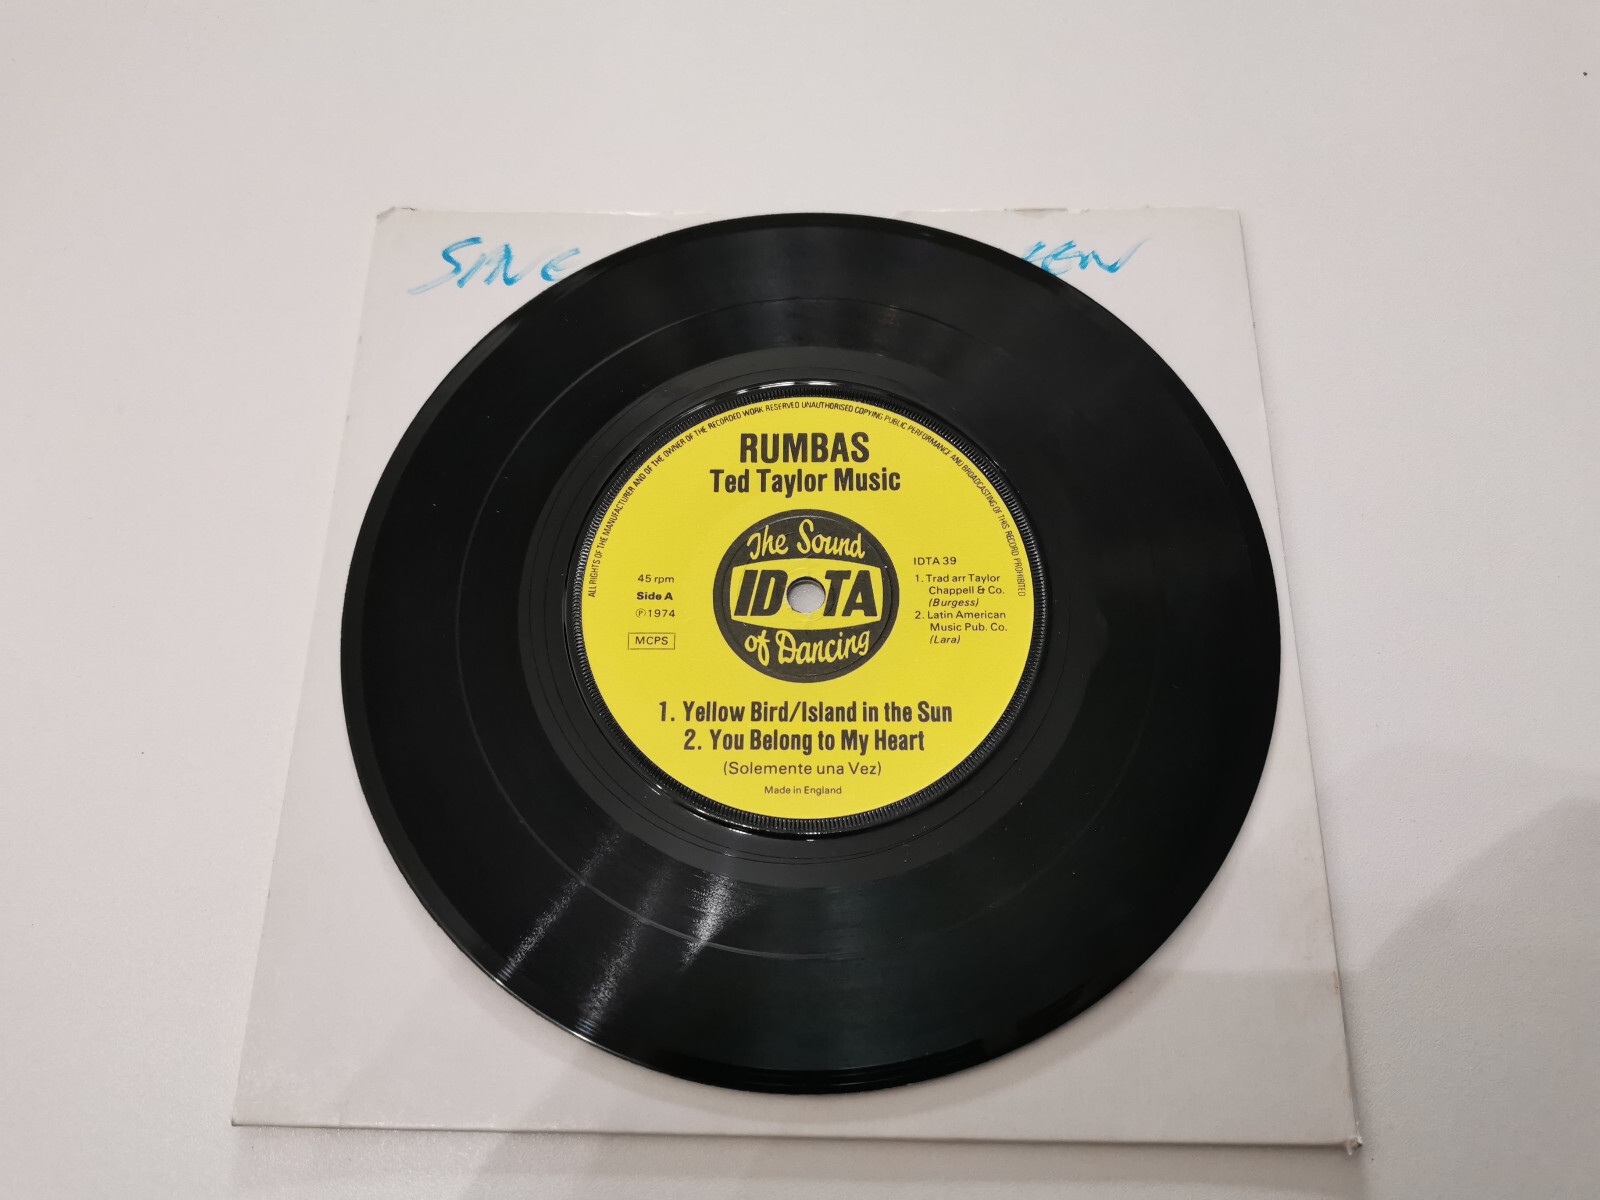 ALL RIGHTS OF THE MANUFACTURER AND OF THE OWNER OF THE RECORDED WORK RESERVED UNAUTHORISED COPYING PUBLIC PERFORMANCE AND BROADCASTING OF THIS RECORD PROHIBITED
RUMBAS
Ted Taylor Music
The Sound
IDTA
of Dancing
45 rpm
Side A
Ⓟ1974
MCPS
IDTA 39
1. Trad arr Taylor
Chappell & Co.
(Burgess)
2. Latin American
Music Pub. Co.
(Lara)
1. Yellow Bird/Island in the Sun
2. You Belong to My Heart
(Solemente una Vez)
Made in England